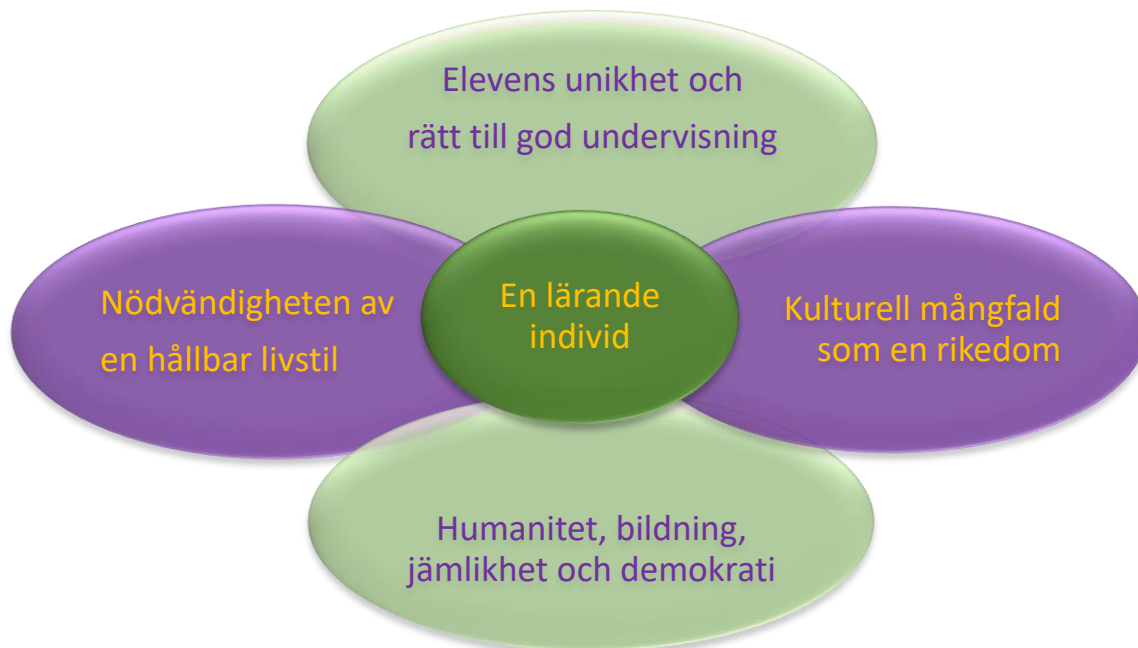 Elevens unikhet och
rätt till god undervisning
Nödvändigheten av
en hållbar livstil
En lärande
individ
Kulturell mångfald
som en rikedom
Humanitet, bildning,
jämlikhet och demokrati